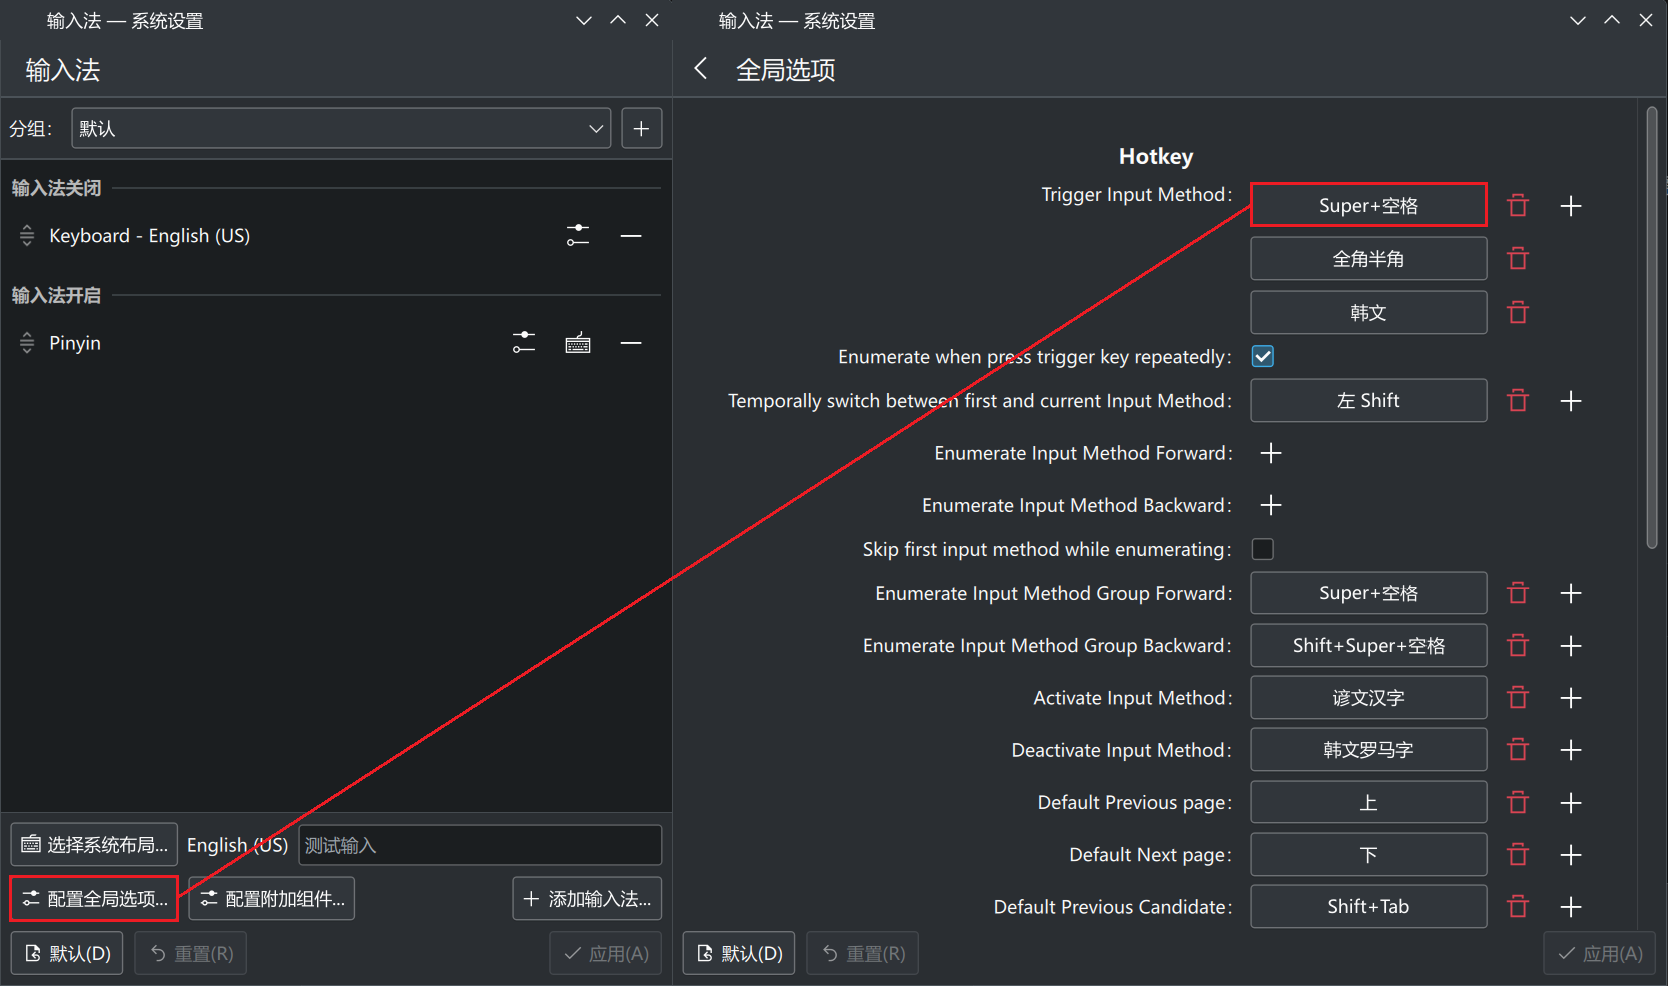 输入法 — 系统设置
输入法
分组：
默认
输入法关闭
Keyboard - English (US)
输入法开启
Pinyin
选择系统布局...
English (US)
测试输入
配置全局选项...
配置附加组件...
添加输入法...
默认(D)
重置(R)
应用(A)
输入法 — 系统设置
全局选项
Hotkey
Trigger Input Method：
Super+空格
全角半角
韩文
Enumerate when press trigger key repeatedly：
Temporally switch between first and current Input Method：
左 Shift
Enumerate Input Method Forward：
Enumerate Input Method Backward：
Skip first input method while enumerating：
Enumerate Input Method Group Forward：
Super+空格
Enumerate Input Method Group Backward：
Shift+Super+空格
Activate Input Method：
谚文汉字
Deactivate Input Method：
韩文罗马字
Default Previous page：
上
Default Next page：
下
Default Previous Candidate：
Shift+Tab
默认(D)
重置(R)
应用(A)